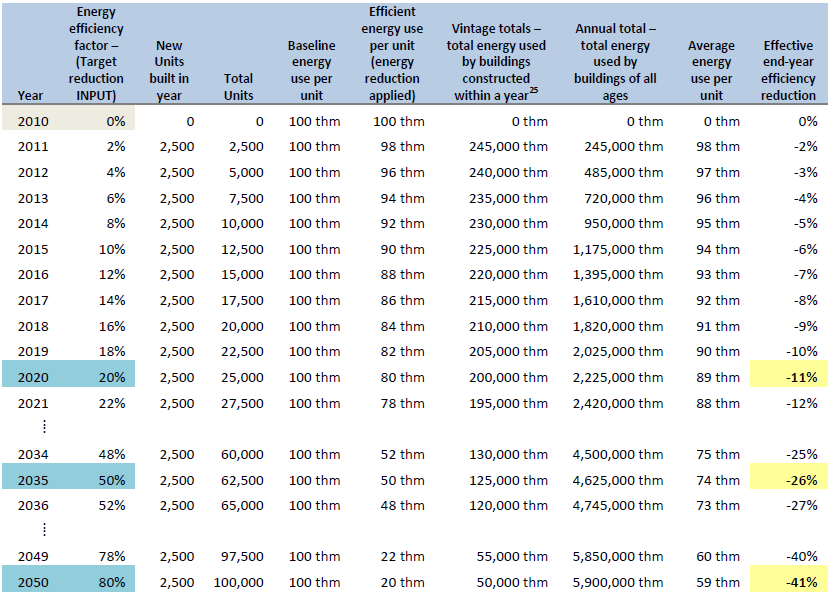 Year Energy efficiency factor – (Target reduction INPUT) New Units built in year Total Units Baseline energy use per unit Efficient energy use per unit (energy reduction applied) Vintage totals – total energy used by buildings constructed within a year25 Annual total – total energy used by buildings of all ages Average energy use per unit Effective end-year efficiency reduction
2010 0% 0 0 100 thm 100 thm 0 thm 0 thm 0 thm 0%
2011 2% 2,500 2,500 100 thm 98 thm 245,000 thm 245,000 thm 98 thm -2%
2012 4% 2,500 5,000 100 thm 96 thm 240,000 thm 485,000 thm 97 thm -3%
2013 6% 2,500 7,500 100 thm 94 thm 235,000 thm 720,000 thm 96 thm -4%
2014 8% 2,500 10,000 100 thm 92 thm 230,000 thm 950,000 thm 95 thm -5%
2015 10% 2,500 12,500 100 thm 90 thm 225,000 thm 1,175,000 thm 94 thm -6%
2016 12% 2,500 15,000 100 thm 88 thm 220,000 thm 1,395,000 thm 93 thm -7%
2017 14% 2,500 17,500 100 thm 86 thm 215,000 thm 1,610,000 thm 92 thm -8%
2018 16% 2,500 20,000 100 thm 84 thm 210,000 thm 1,820,000 thm 91 thm -9%
2019 18% 2,500 22,500 100 thm 82 thm 205,000 thm 2,025,000 thm 90 thm -10%
2020 20% 2,500 25,000 100 thm 80 thm 200,000 thm 2,225,000 thm 89 thm -11%
2021 22% 2,500 27,500 100 thm 78 thm 195,000 thm 2,420,000 thm 88 thm -12%
⁞
2034 48% 2,500 60,000 100 thm 52 thm 130,000 thm 4,500,000 thm 75 thm -25%
2035 50% 2,500 62,500 100 thm 50 thm 125,000 thm 4,625,000 thm 74 thm -26%
2036 52% 2,500 65,000 100 thm 48 thm 120,000 thm 4,745,000 thm 73 thm -27%
⁞
2049 78% 2,500 97,500 100 thm 22 thm 55,000 thm 5,850,000 thm 60 thm -40%
2050 80% 2,500 100,000 100 thm 20 thm 50,000 thm 5,900,000 thm 59 thm -41%